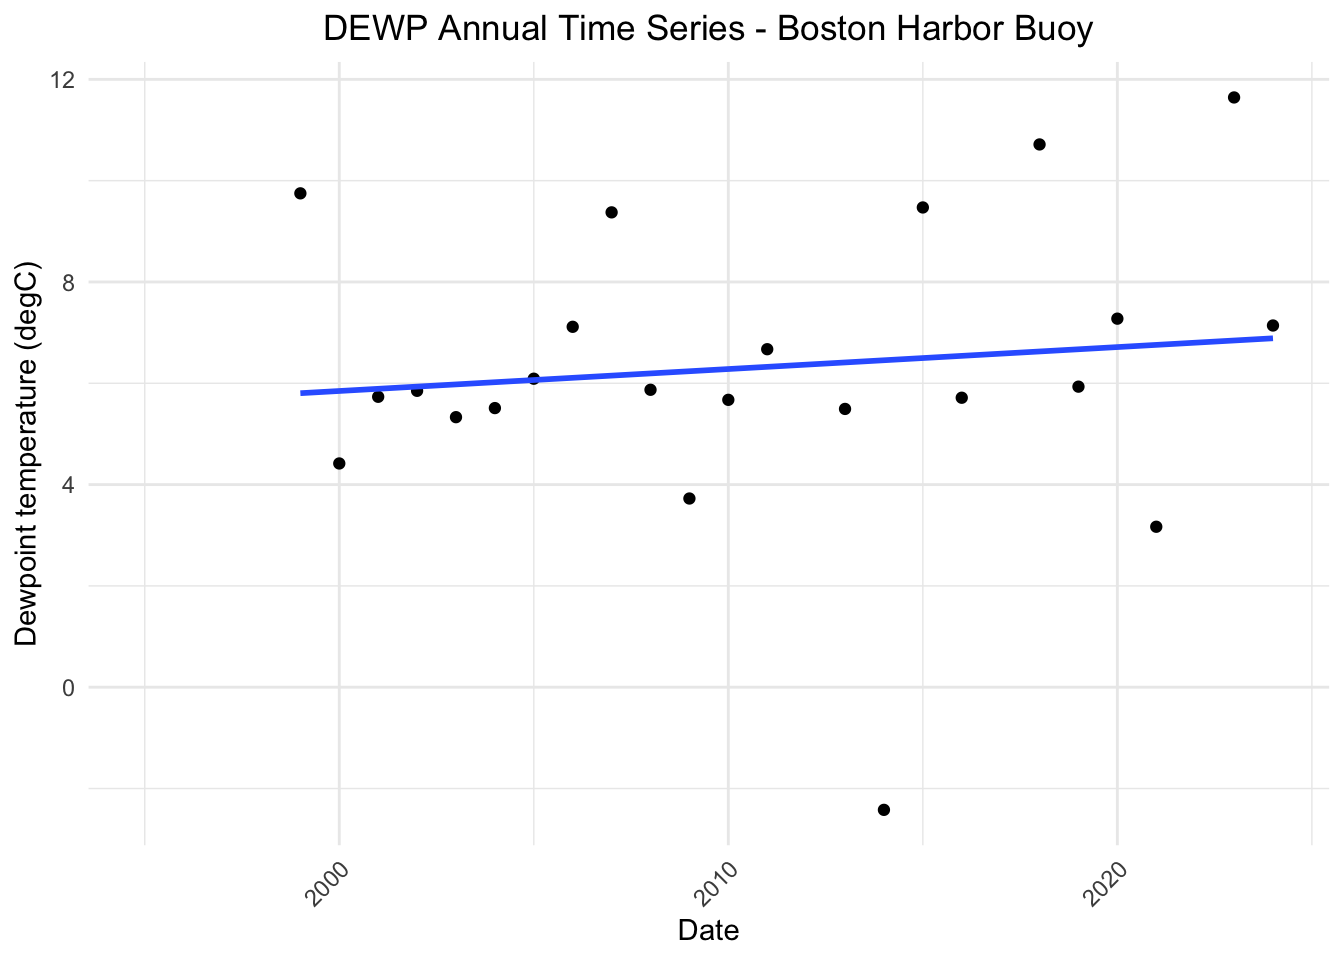 DEWP Annual Time Series - Boston Harbor Buoy
Dewpoint temperature (degC)
12
8
4
0
2000
2010
2020
Date